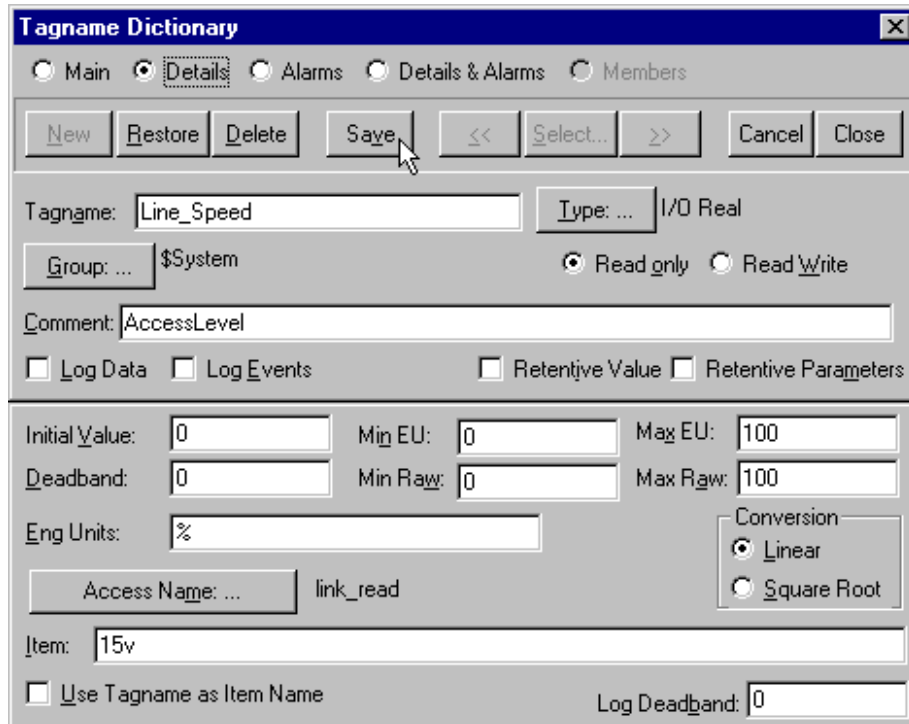 Tagname Dictionary
Main Details Alarms Details & Alarms Members
New Restore Delete Save << Select... >> Cancel Close
Tagname: Line_Speed Type: ... I/O Real
Group: ... $System Read only Read Write
Comment: AccessLevel
Log Data Log Events Retentive Value Retentive Parameters
Initial Value: 0 Min EU: 0 Max EU: 100
Deadband: 0 Min Raw: 0 Max Raw: 100
Eng Units: % Conversion
Linear
Access Name: ... link_read Square Root
Item: 15v
Use Tagname as Item Name Log Deadband: 0